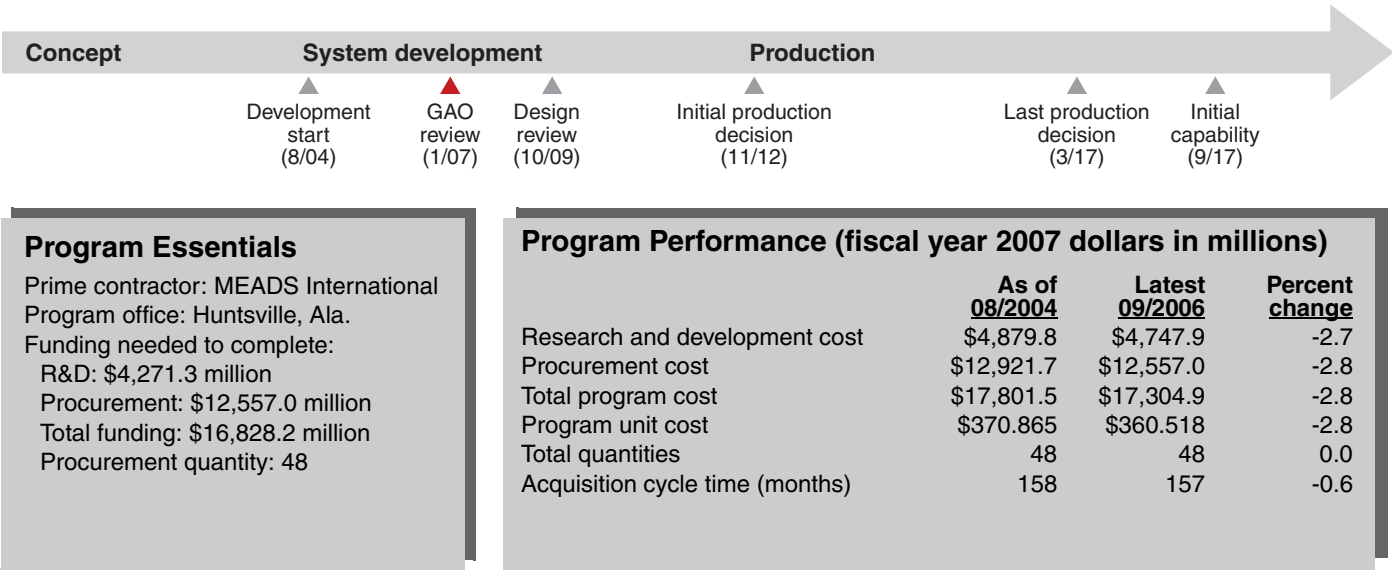 Concept System development Production
Development start (8/04)
GAO review (1/07)
Design review (10/09)
Initial production decision (11/12)
Last production decision (3/17)
Initial capability (9/17)
Program Essentials
Prime contractor: MEADS International
Program office: Huntsville, Ala.
Funding needed to complete:
R&D: $4,271.3 million
Procurement: $12,557.0 million
Total funding: $16,828.2 million
Procurement quantity: 48
Program Performance (fiscal year 2007 dollars in millions)
As of 08/2004 Latest 09/2006 Percent change
Research and development cost $4,879.8 $4,747.9 -2.7
Procurement cost $12,921.7 $12,557.0 -2.8
Total program cost $17,801.5 $17,304.9 -2.8
Program unit cost $370.865 $360.518 -2.8
Total quantities 48 48 0.0
Acquisition cycle time (months) 158 157 -0.6